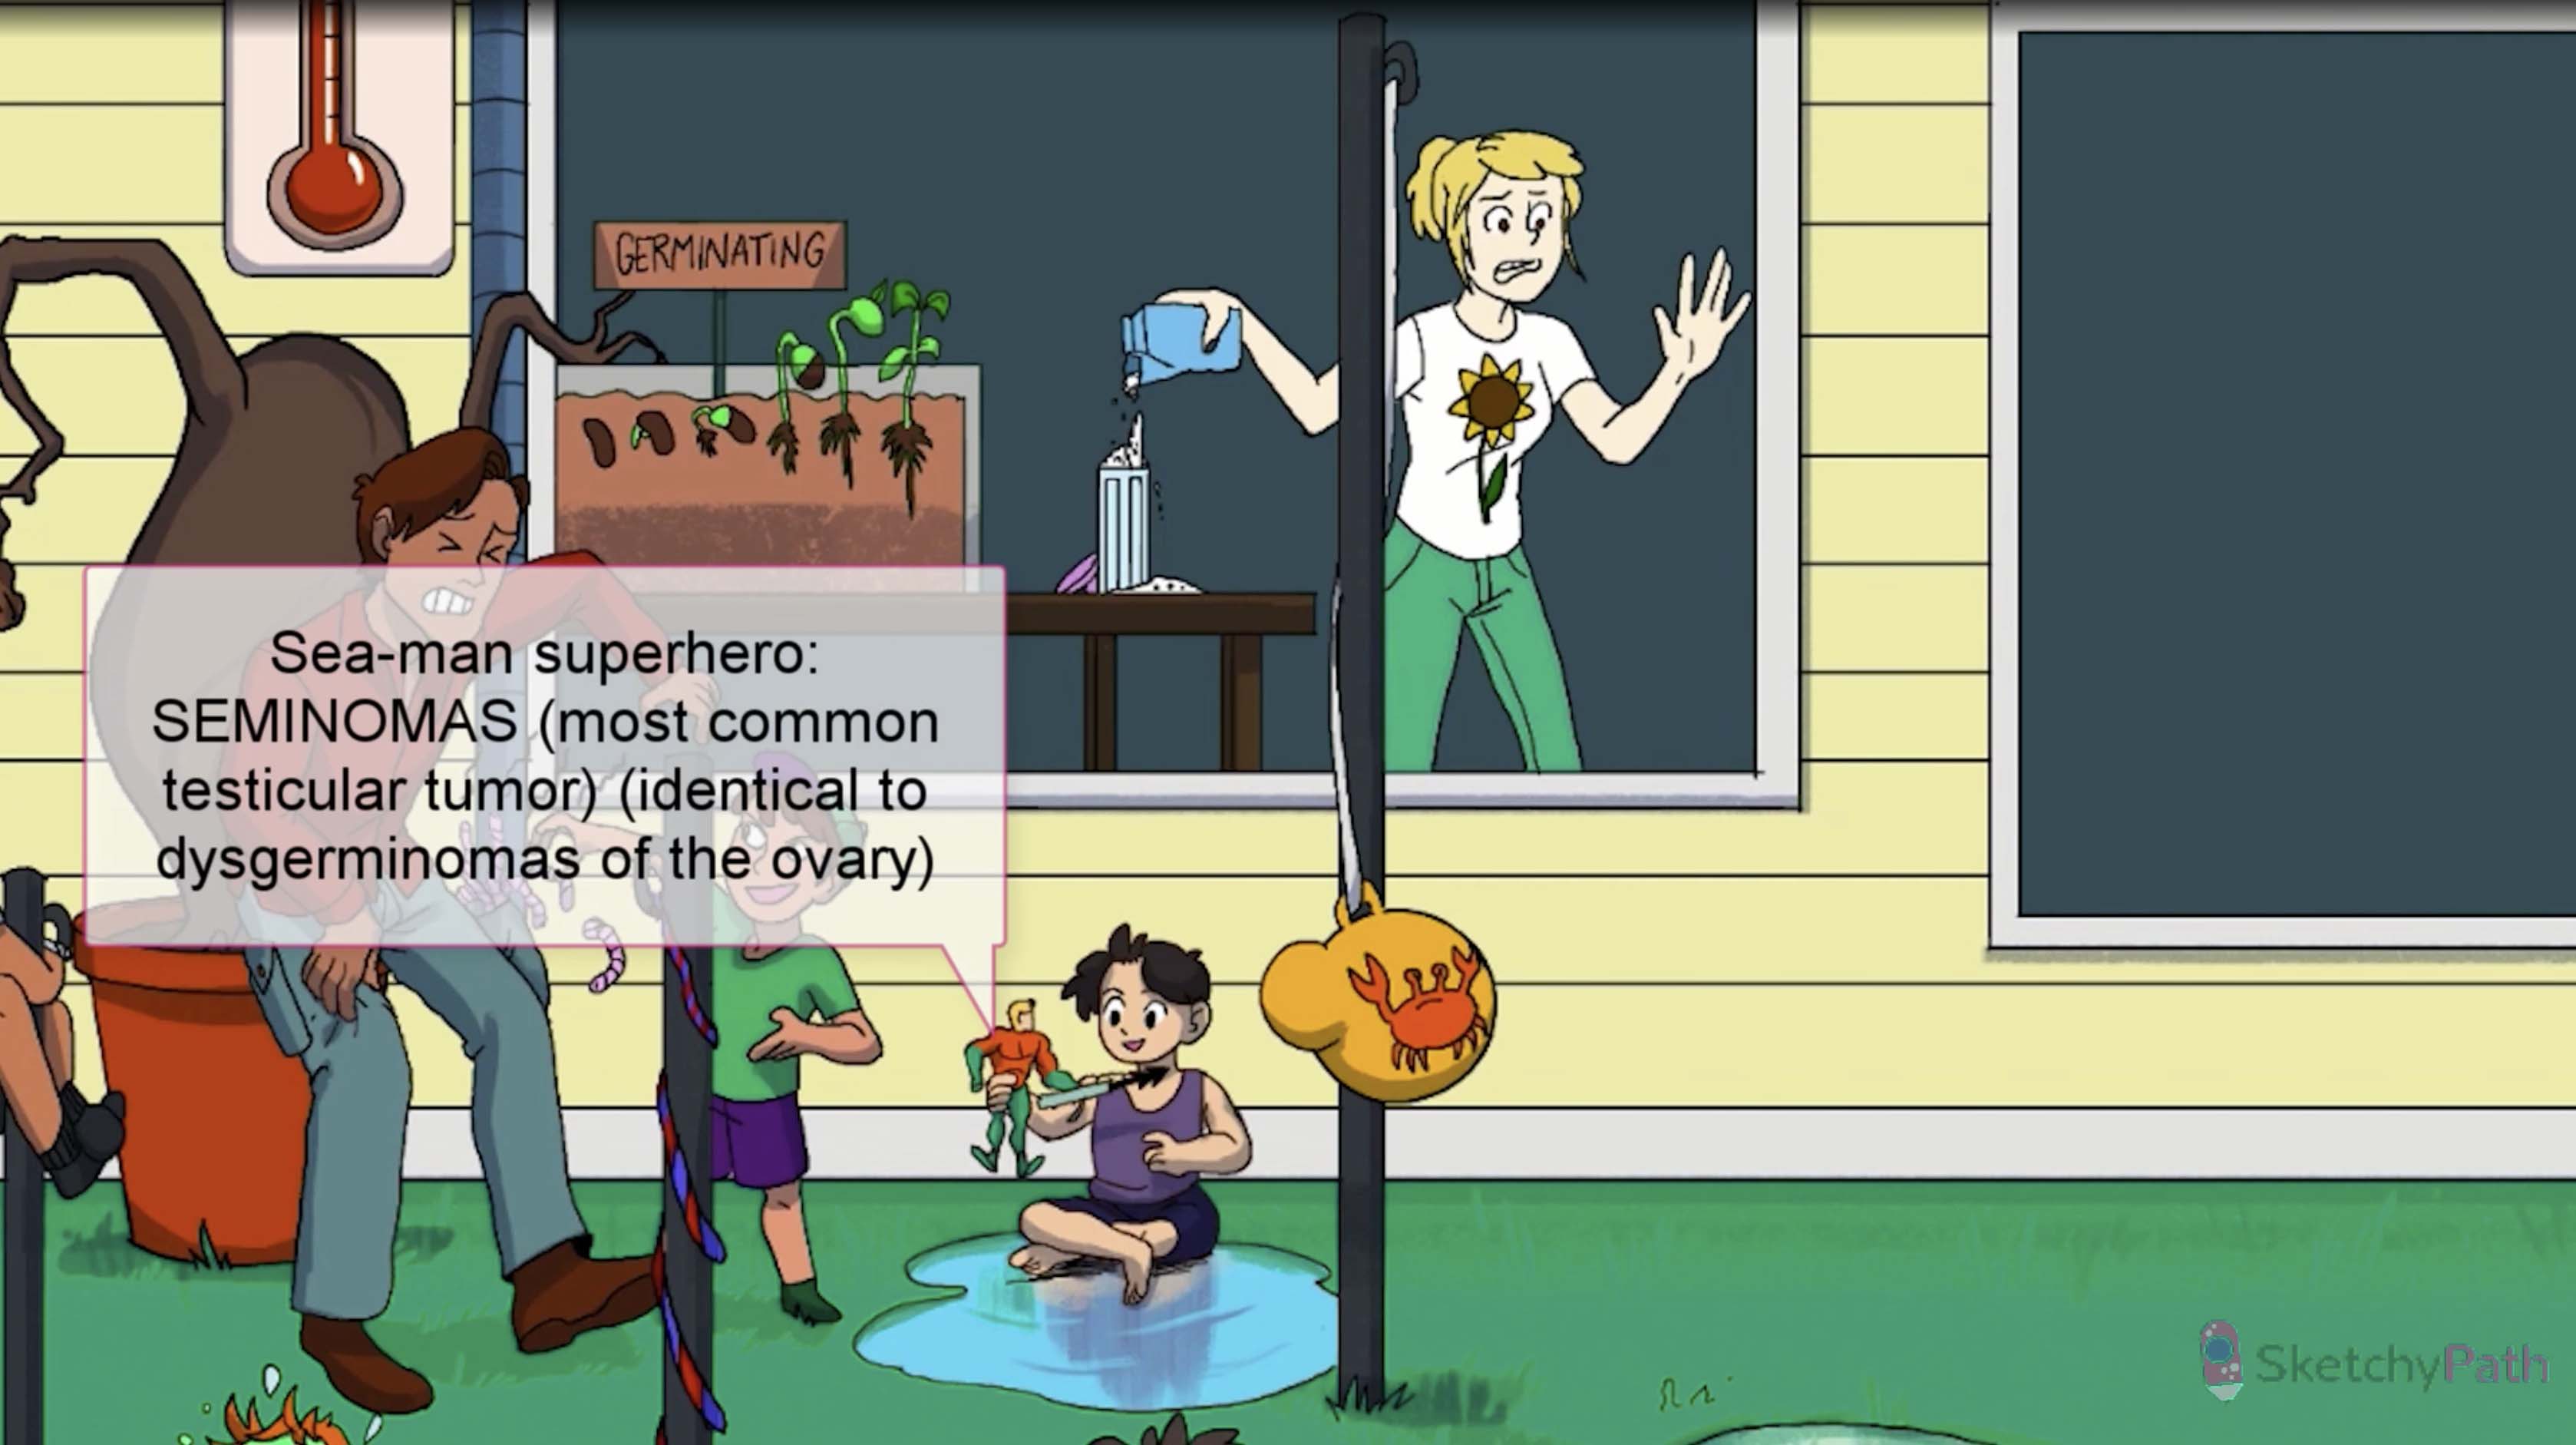 GERMINATING
Sea-man superhero:
SEMINOMAS (most common
testicular tumor) (identical to
dysgerminomas of the ovary)
SketchyPath